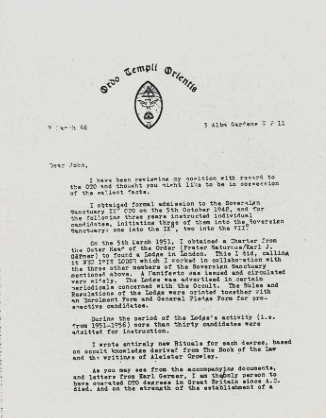 Ordo Templi Orientis
March 66
3 Alba Gardens N W 11
Dear John,
I have been reviewing my position with regard
to the OTO and thought you might like to be in possession
of the salient facts.
I obtained formal admission to the Sovereign
Sanctuary IX° OTO on the 5th October 1948, and for
the following three years instructed individual
candidates, initiating three of them into the Sovereign
Sanctuary: one into the IX°, two into the VII°
On the 5th March 1951, I obtained a Charter from
the Outer Head of the Order (Frater Saturnus/Karl J.
Germer) to found a Lodge in London. This I did, calling
it NU ISIS LODGE which I worked in collaboration with
the three other members of the Sovereign Sanctuary
mentioned above. A Manifesto was issued and circulated
very widely. The Lodge was advertised in certain
periodicals concerned with the Occult. The Rules and
Regulations of the Lodge were printed together with
an Enrolment Form and General Pledge Form for pro-
spective candidates.
During the period of the Lodge's activity (i.e.
from 1951-1956) more than thirty candidates were
admitted for instruction.
I wrote entirely new Rituals for each degree, based
on occult knowledge derived from The Book of the Law
and the writings of Aleister Crowley.
As you may see from the accompanying documents,
and letters from Karl Germer, I am the only person to
have operated OTO degrees in Great Britain since A.C.
died. And on the strength of the establishment of a